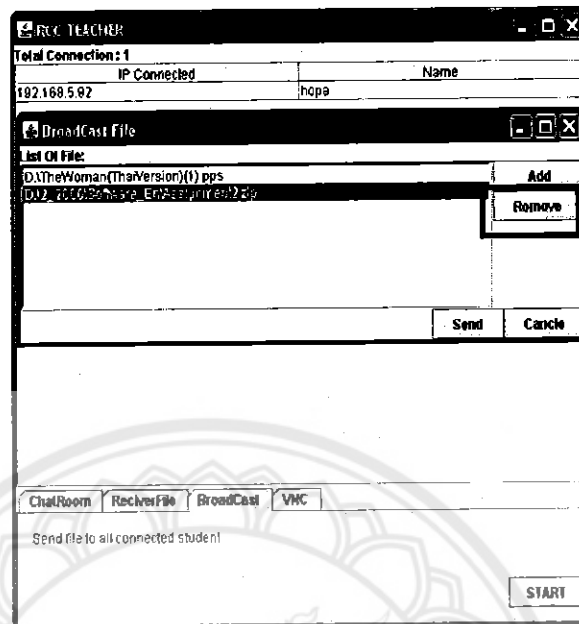 RCC TEACHER
Total Connection : 1
IP Connected Name
192.168.5.92 hope
BroadCast File
List Of File:
D:\TheWoman(ThaiVersion)(1).pps Add
Remove
Send Cancle
ChatRoom ReciverFile BroadCast VNC
Send file to all connected student
START